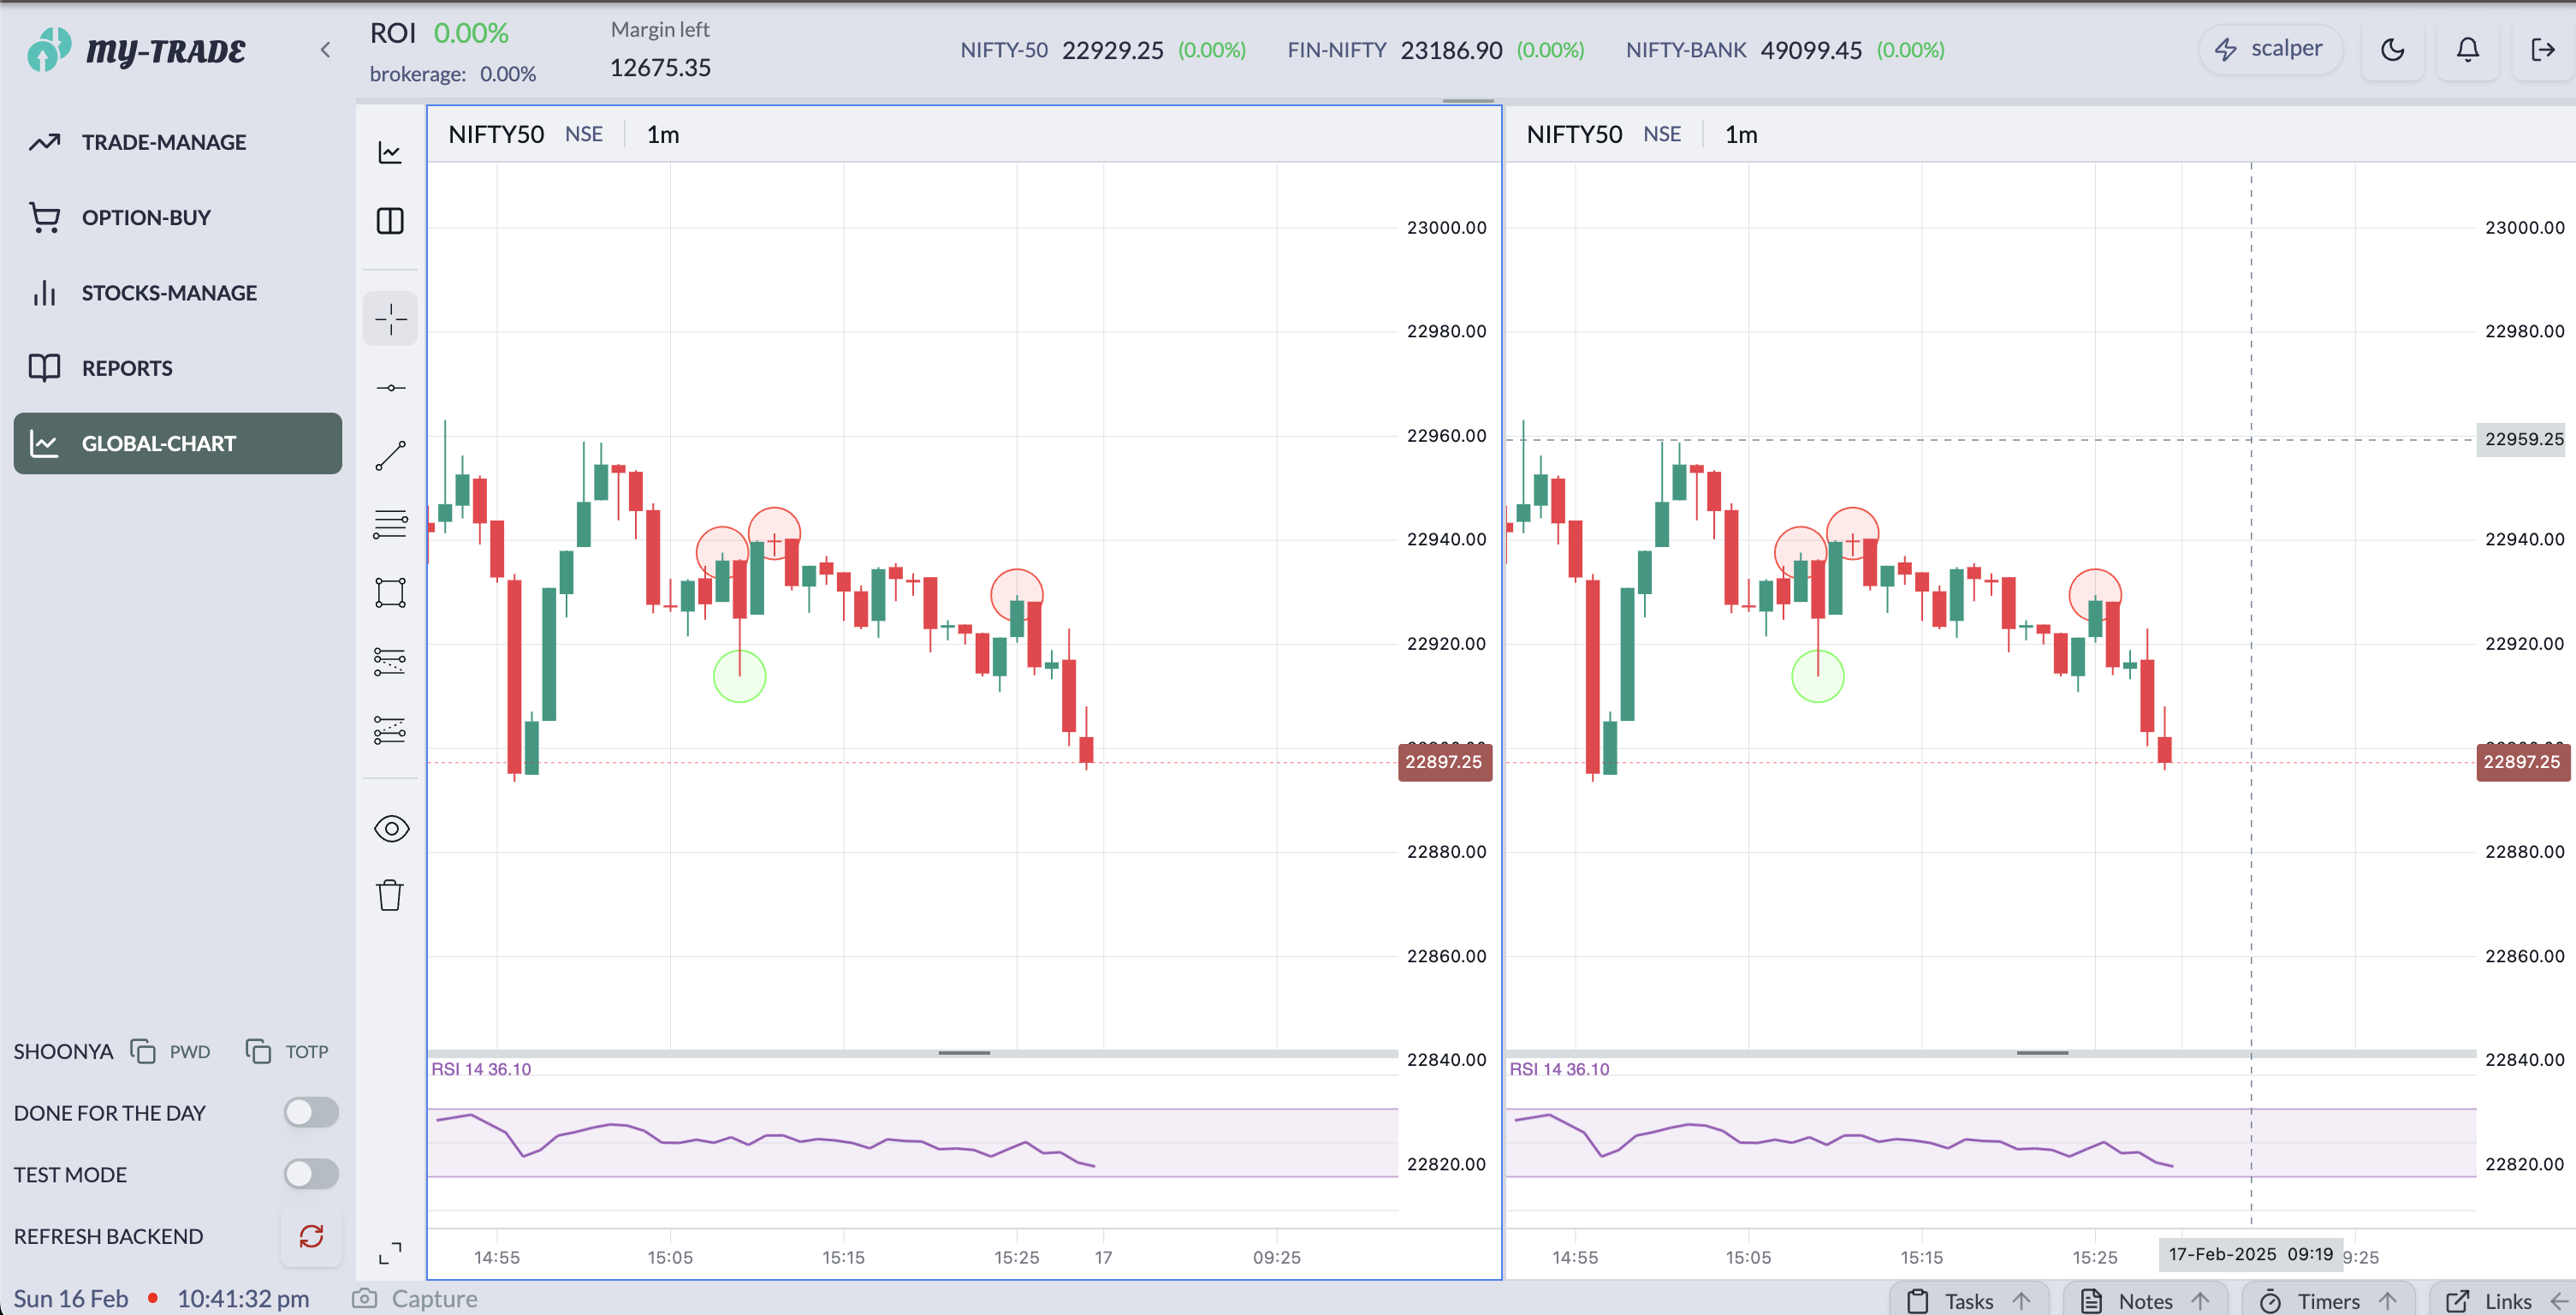 my-TRADE
ROI 0.00%
brokerage: 0.00%
Margin left
12675.35
NIFTY-50 22929.25 (0.00%) FIN-NIFTY 23186.90 (0.00%) NIFTY-BANK 49099.45 (0.00%)
scalper
TRADE-MANAGE
OPTION-BUY
STOCKS-MANAGE
REPORTS
GLOBAL-CHART
SHOONYA PWD TOTP
DONE FOR THE DAY
TEST MODE
REFRESH BACKEND
Sun 16 Feb 10:41:32 pm
NIFTY50 NSE 1m
23000.00
22980.00
22960.00
22940.00
22920.00
22897.25
22880.00
22860.00
22840.00
22820.00
RSI 14 36.10
14:55 15:05 15:15 15:25 17 09:25
NIFTY50 NSE 1m
23000.00
22980.00
22959.25
22940.00
22920.00
22897.25
22880.00
22860.00
22840.00
22820.00
RSI 14 36.10
14:55 15:05 15:15 15:25 17-Feb-2025 09:19 9:25
Capture
Tasks Notes Timers Links